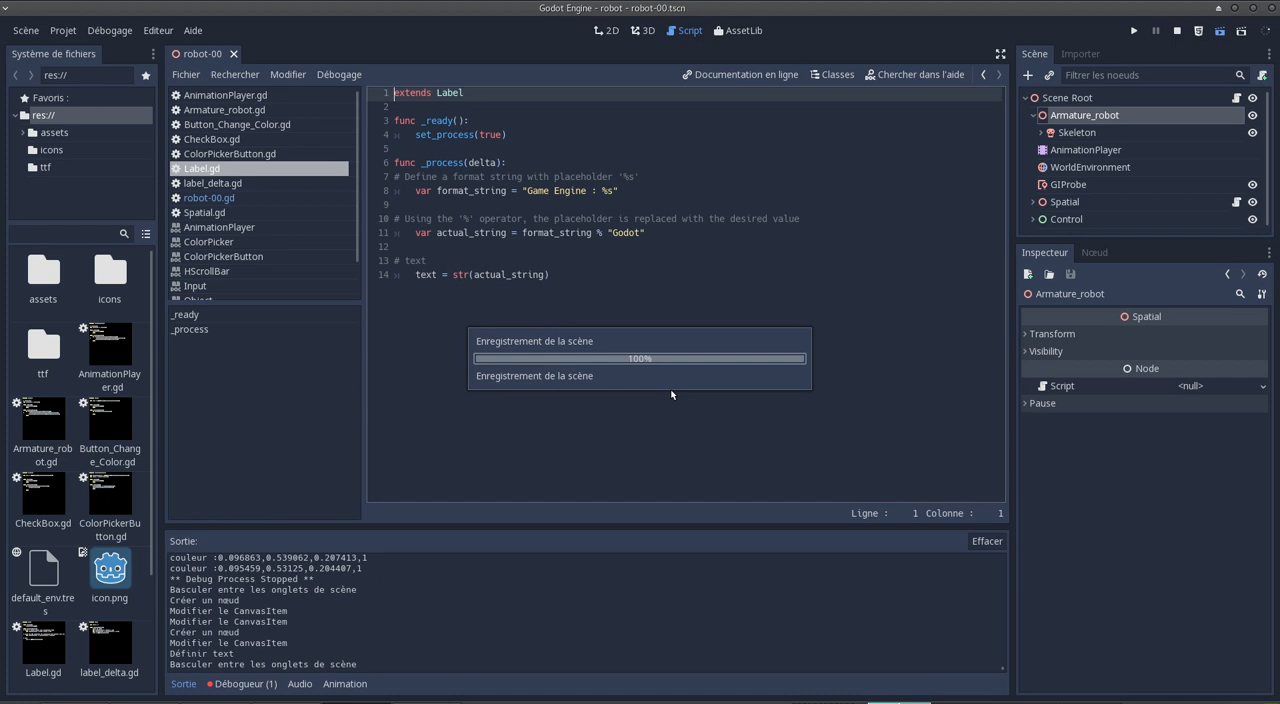 Godot Engine - robot - robot-00.tscn
Scène Projet Débogage Editeur Aide
2D 3D Script AssetLib
Système de fichiers
res://
Favoris :
res://
assets
icons
ttf
assets
icons
ttf
AnimationPlay
er.gd
Armature_rob
ot.gd
Button_Chang
e_Color.gd
CheckBox.gd
ColorPickerBu
tton.gd
default_env.tre
s
icon.png
Label.gd
label_delta.gd
robot-00
Fichier Rechercher Modifier Débogage
Documentation en ligne Classes Chercher dans l'aide
AnimationPlayer.gd
Armature_robot.gd
Button_Change_Color.gd
CheckBox.gd
ColorPickerButton.gd
Label.gd
label_delta.gd
robot-00.gd
Spatial.gd
AnimationPlayer
ColorPicker
ColorPickerButton
HScrollBar
Input
Object
_ready
_process
1 extends Label
2
3 func _ready():
4 set_process(true)
5
6 func _process(delta):
7 # Define a format string with placeholder '%s'
8 var format_string = "Game Engine : %s"
9
10 # Using the '%' operator, the placeholder is replaced with the desired value
11 var actual_string = format_string % "Godot"
12
13 # text
14 text = str(actual_string)
Enregistrement de la scène
100%
Enregistrement de la scène
Ligne : 1 Colonne : 1
Sortie:
Effacer
couleur :0.096863,0.539062,0.207413,1
couleur :0.095459,0.53125,0.204407,1
** Debug Process Stopped **
Basculer entre les onglets de scène
Créer un nœud
Modifier le CanvasItem
Modifier le CanvasItem
Créer un nœud
Modifier le CanvasItem
Définir text
Basculer entre les onglets de scène
Sortie Débogueur (1) Audio Animation
Scène Importer
Filtrer les noeuds
Scene Root
Armature_robot
Skeleton
AnimationPlayer
WorldEnvironment
GIProbe
Spatial
Control
Inspecteur Nœud
Armature_robot
Spatial
Transform
Visibility
Node
Script <null>
Pause